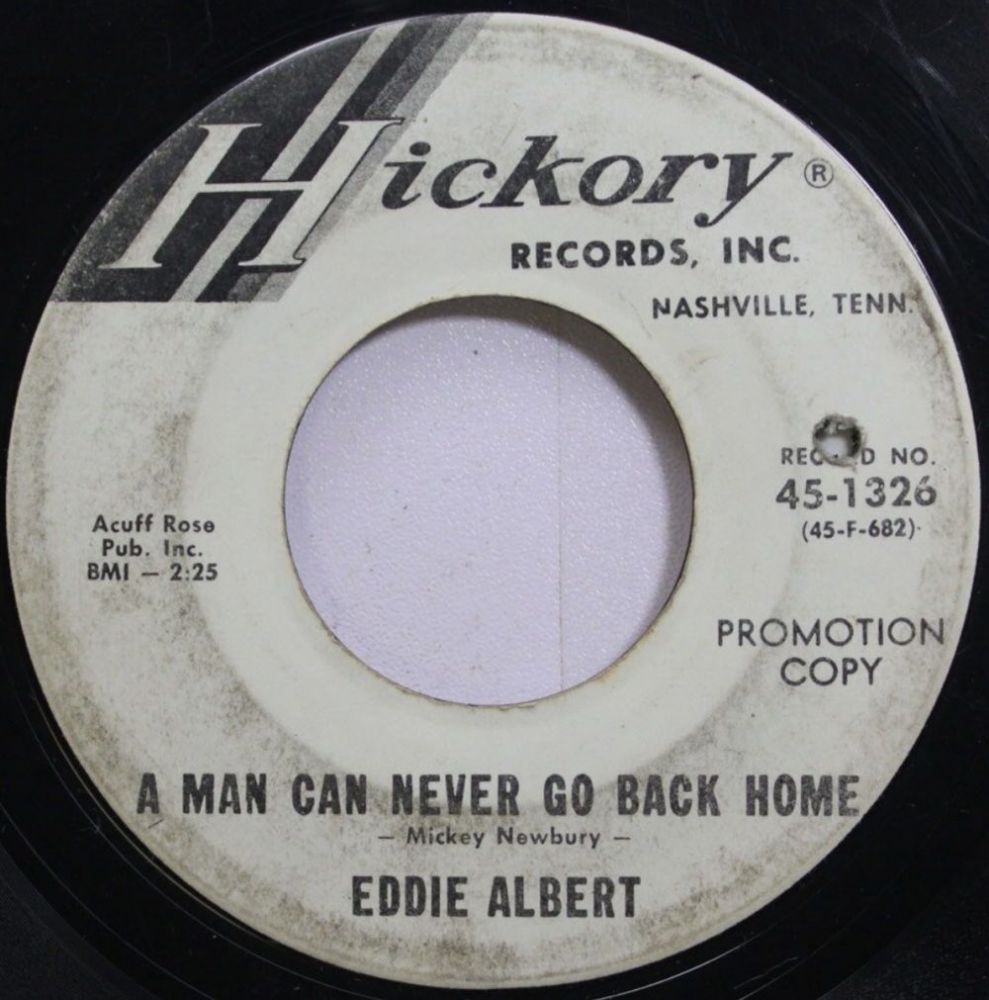 Hickory ®
RECORDS, INC.
NASHVILLE, TENN.
NO.
45-1326
(45-F-682)
Acuff Rose
Pub. Inc.
BMI — 2:25
PROMOTION
COPY
A MAN CAN NEVER GO BACK HOME
— Mickey Newbury —
EDDIE ALBERT